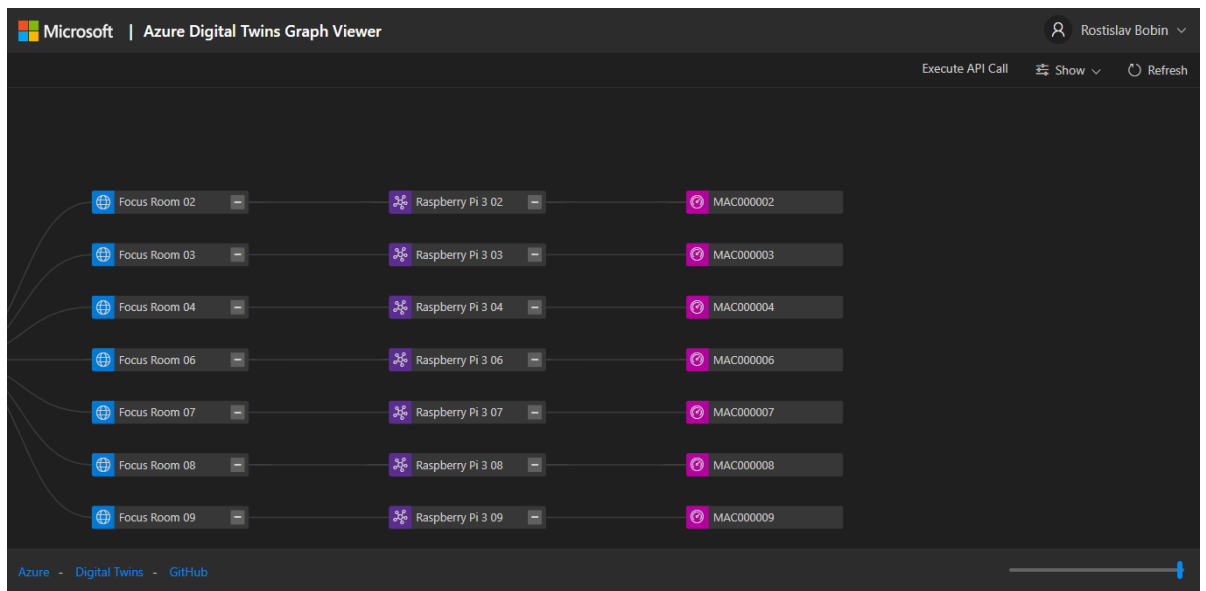 Microsoft | Azure Digital Twins Graph Viewer Rostislav Bobin
Execute API Call Show Refresh
Focus Room 02 Raspberry Pi 3 02 MAC000002
Focus Room 03 Raspberry Pi 3 03 MAC000003
Focus Room 04 Raspberry Pi 3 04 MAC000004
Focus Room 06 Raspberry Pi 3 06 MAC000006
Focus Room 07 Raspberry Pi 3 07 MAC000007
Focus Room 08 Raspberry Pi 3 08 MAC000008
Focus Room 09 Raspberry Pi 3 09 MAC000009
Azure - Digital Twins - GitHub